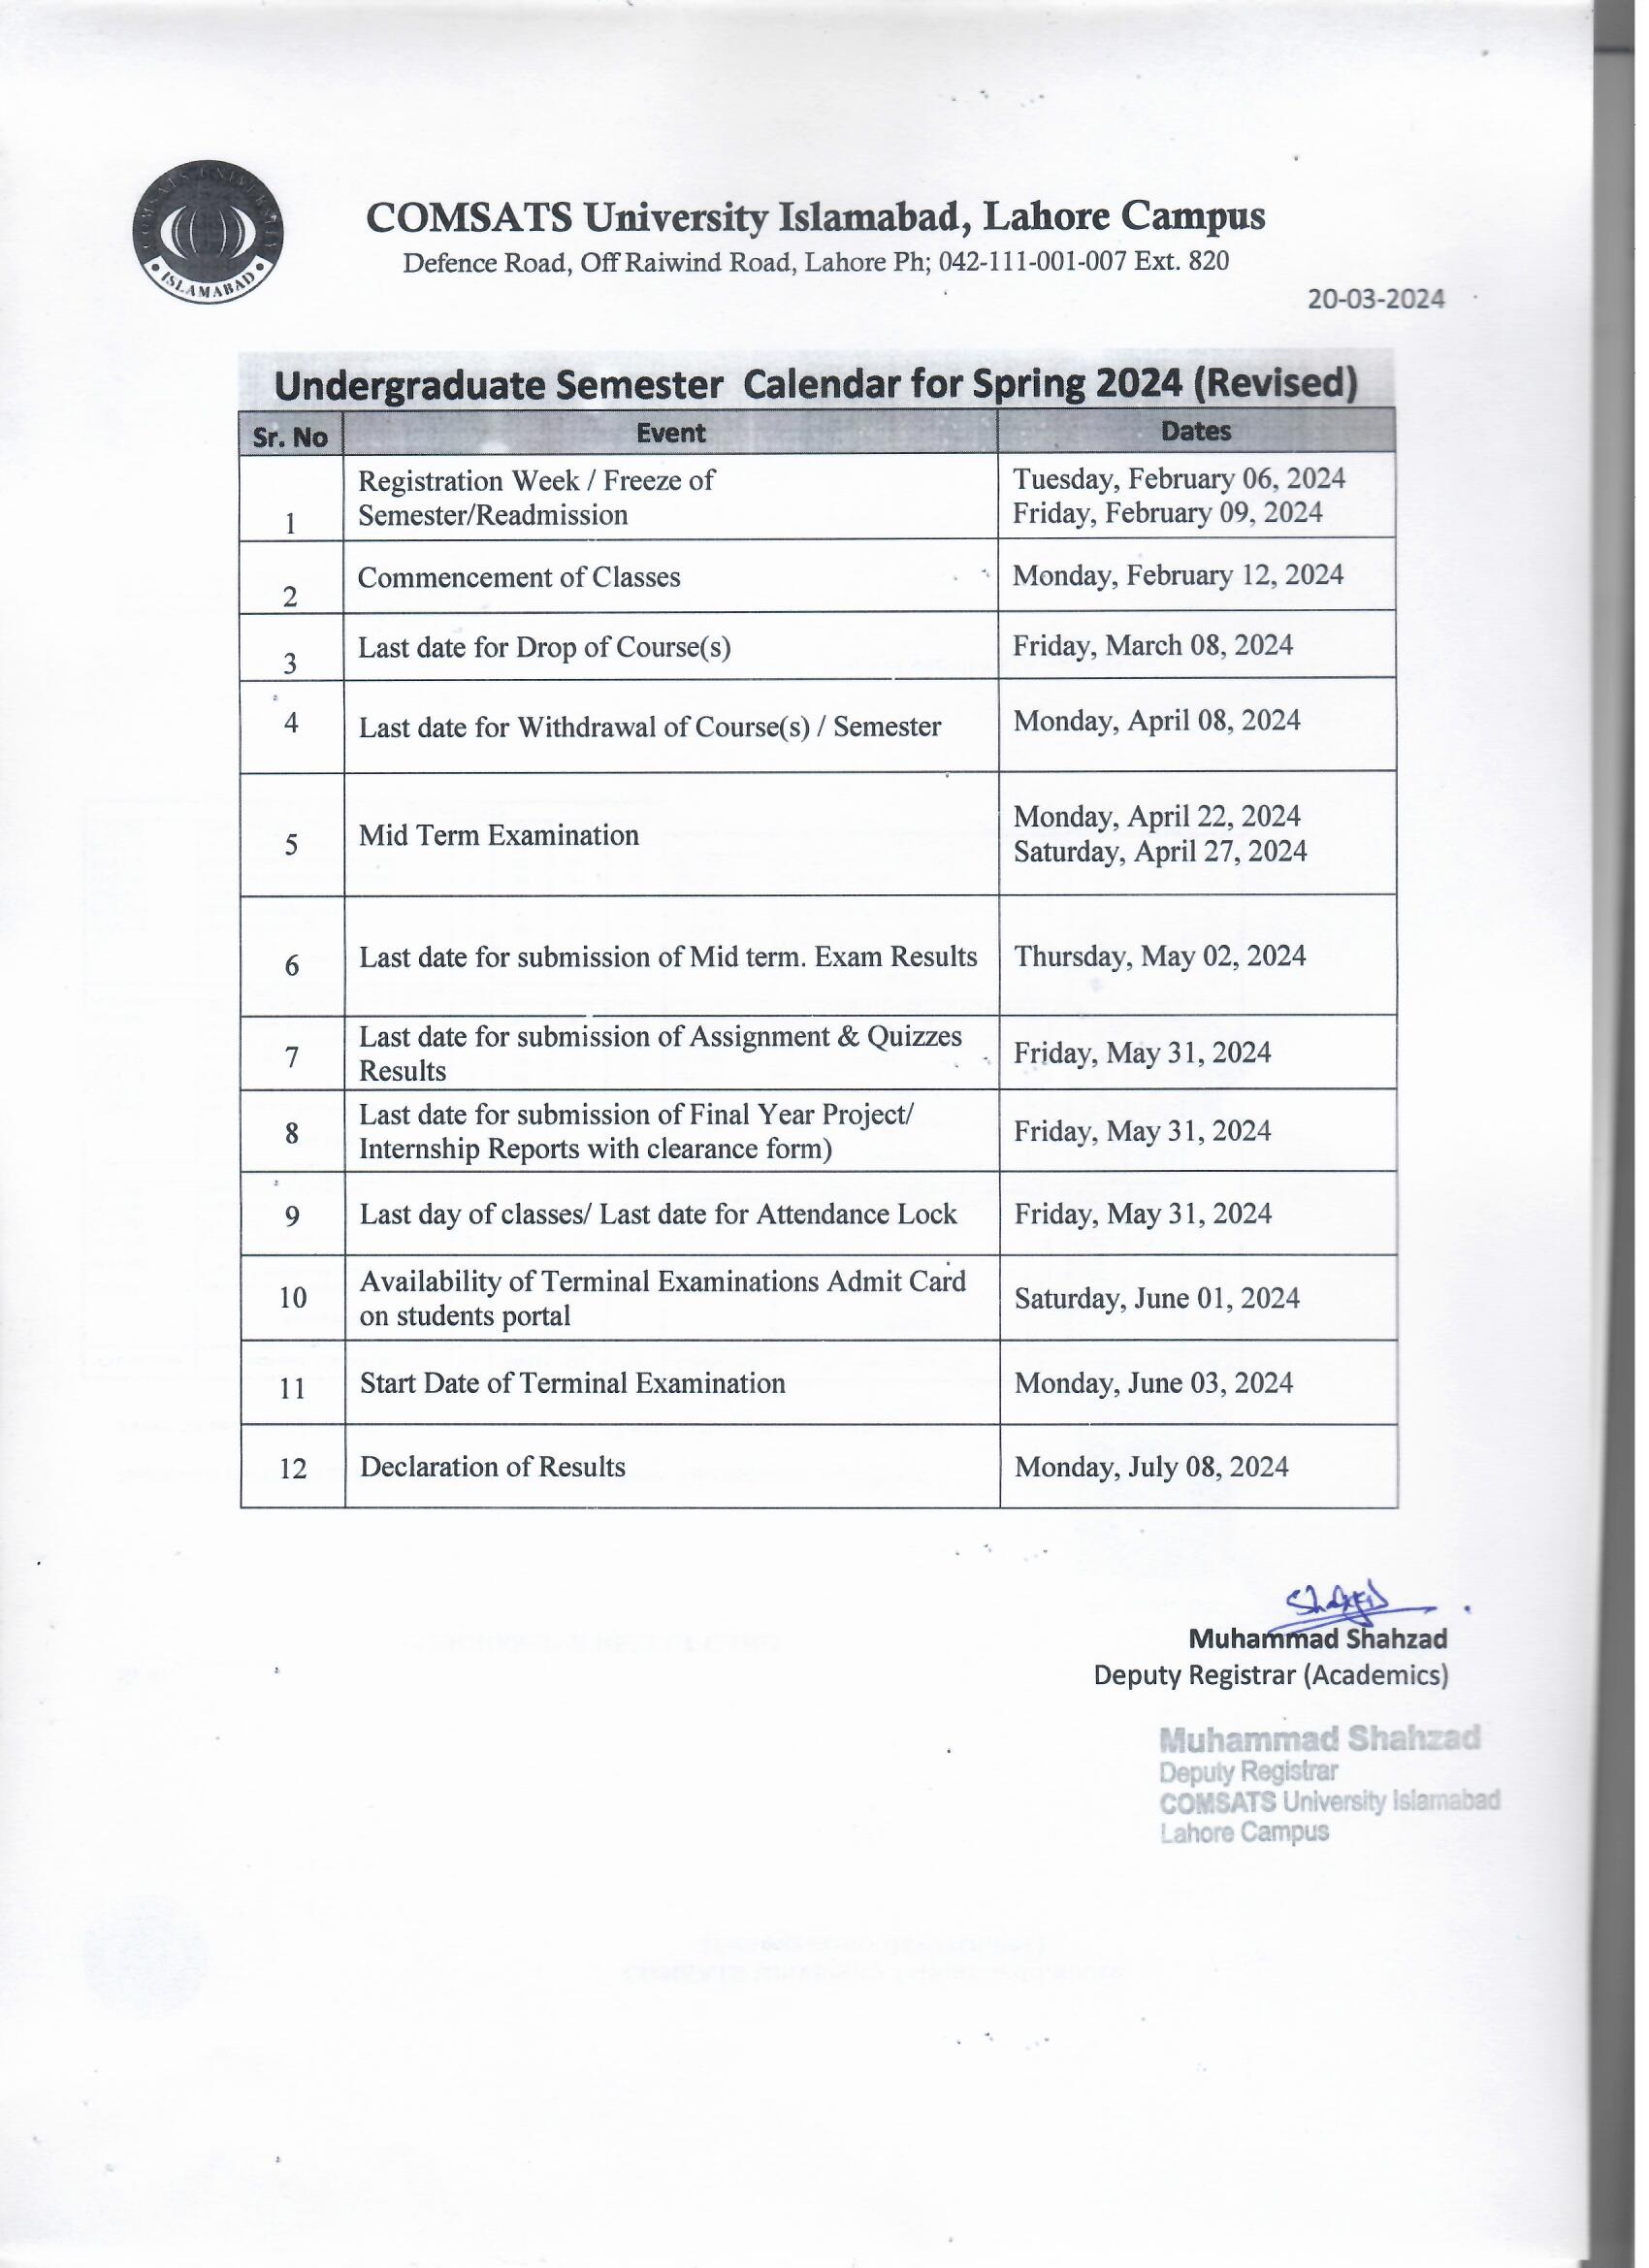 COMSATS UNIVERSITY
ISLAMABAD
COMSATS University Islamabad, Lahore Campus
Defence Road, Off Raiwind Road, Lahore Ph; 042-111-001-007 Ext. 820
20-03-2024
Undergraduate Semester Calendar for Spring 2024 (Revised)
Sr. No Event Dates
1 Registration Week / Freeze of Semester/Readmission Tuesday, February 06, 2024 Friday, February 09, 2024
2 Commencement of Classes Monday, February 12, 2024
3 Last date for Drop of Course(s) Friday, March 08, 2024
4 Last date for Withdrawal of Course(s) / Semester Monday, April 08, 2024
5 Mid Term Examination Monday, April 22, 2024 Saturday, April 27, 2024
6 Last date for submission of Mid term. Exam Results Thursday, May 02, 2024
7 Last date for submission of Assignment & Quizzes Results Friday, May 31, 2024
8 Last date for submission of Final Year Project/ Internship Reports with clearance form) Friday, May 31, 2024
9 Last day of classes/ Last date for Attendance Lock Friday, May 31, 2024
10 Availability of Terminal Examinations Admit Card on students portal Saturday, June 01, 2024
11 Start Date of Terminal Examination Monday, June 03, 2024
12 Declaration of Results Monday, July 08, 2024
Muhammad Shahzad
Deputy Registrar (Academics)
Muhammad Shahzad
Deputy Registrar
COMSATS University Islamabad
Lahore Campus